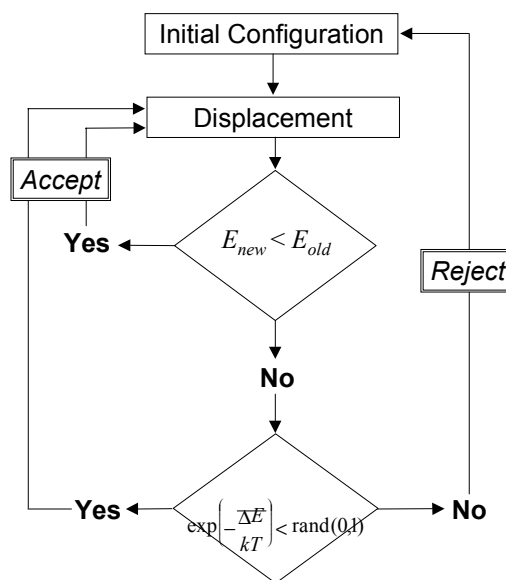 Initial Configuration
Displacement
Accept
E_new < E_old
Yes
Reject
No
Yes
exp(-ΔE/kT) < rand(0,1)
No